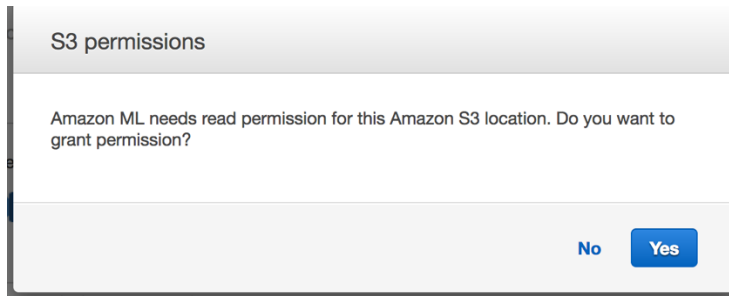 S3 permissions
Amazon ML needs read permission for this Amazon S3 location. Do you want to
grant permission?
No
Yes